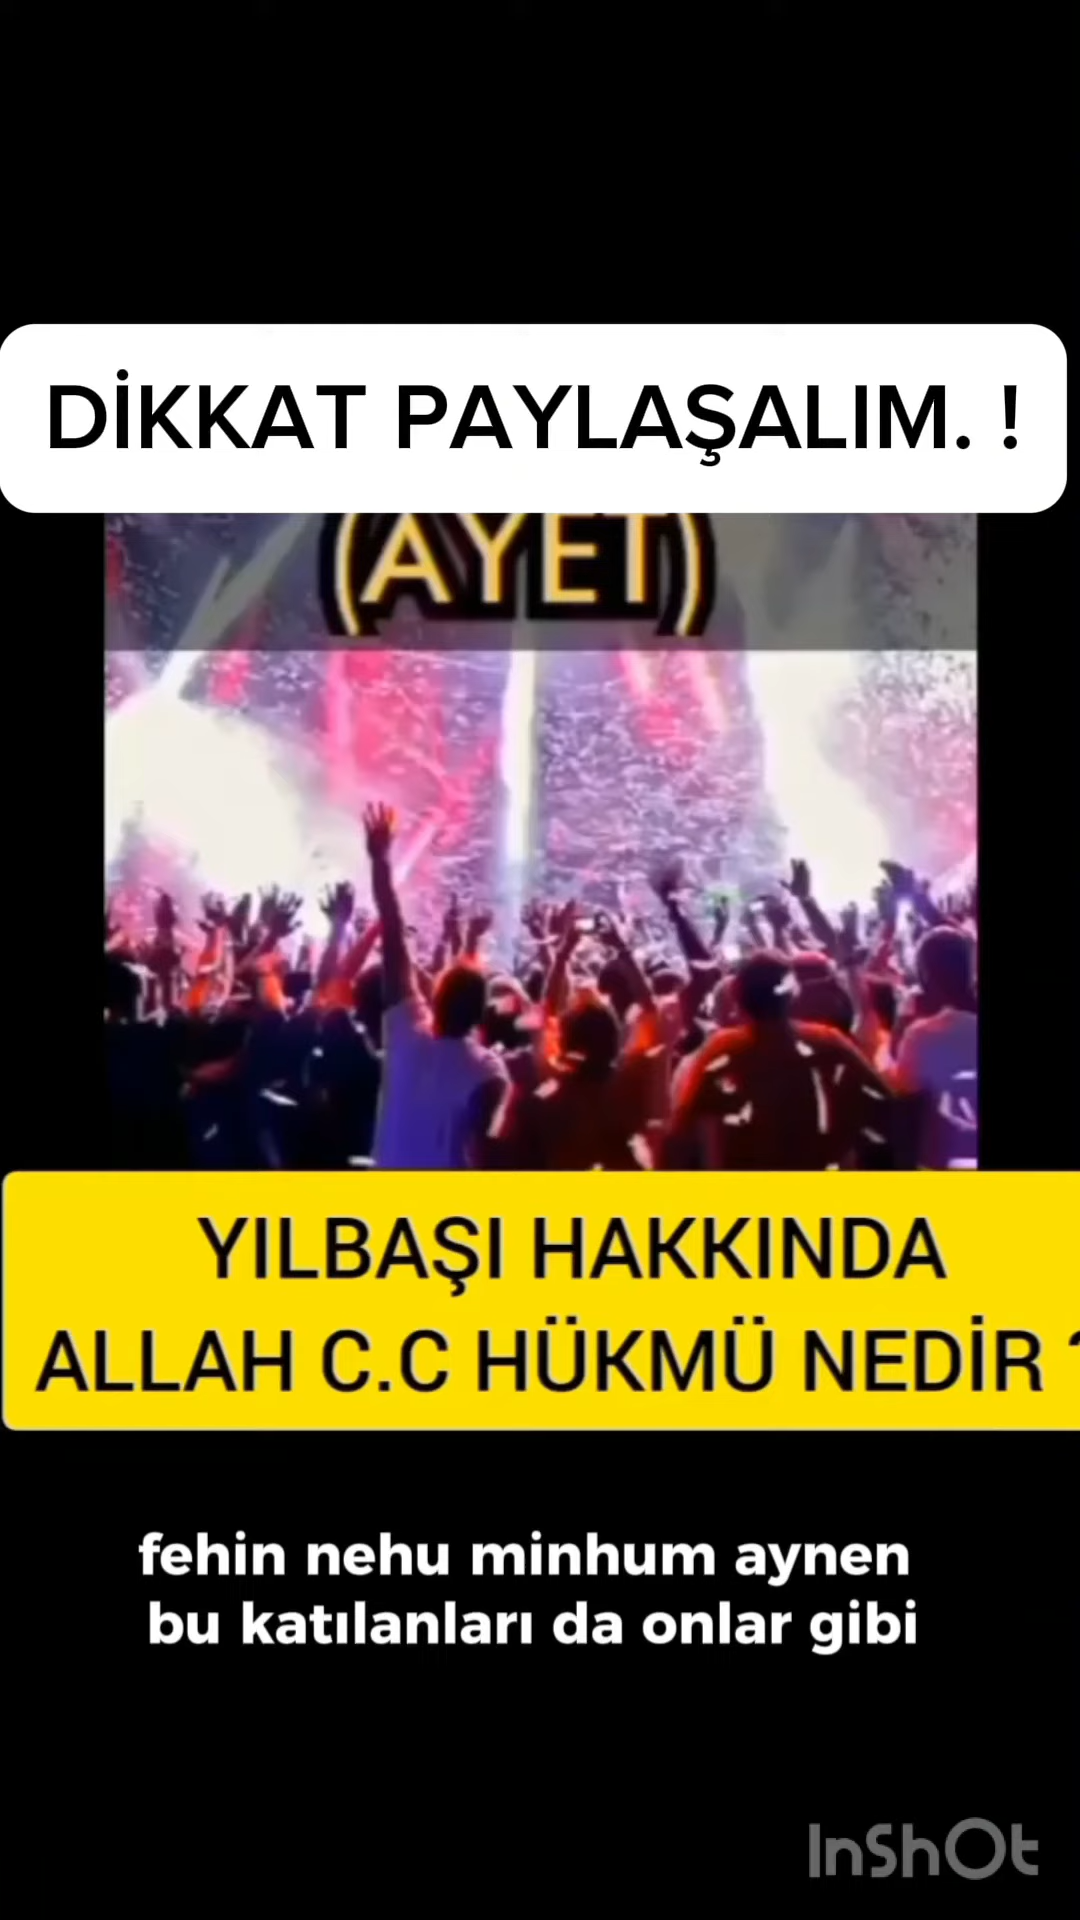 DİKKAT PAYLAŞALIM. !
(AYET)
YILBAŞI HAKKINDA
ALLAH C.C HÜKMÜ NEDİR ?
fehin nehu minhum aynen
bu katılanları da onlar gibi
InShOt